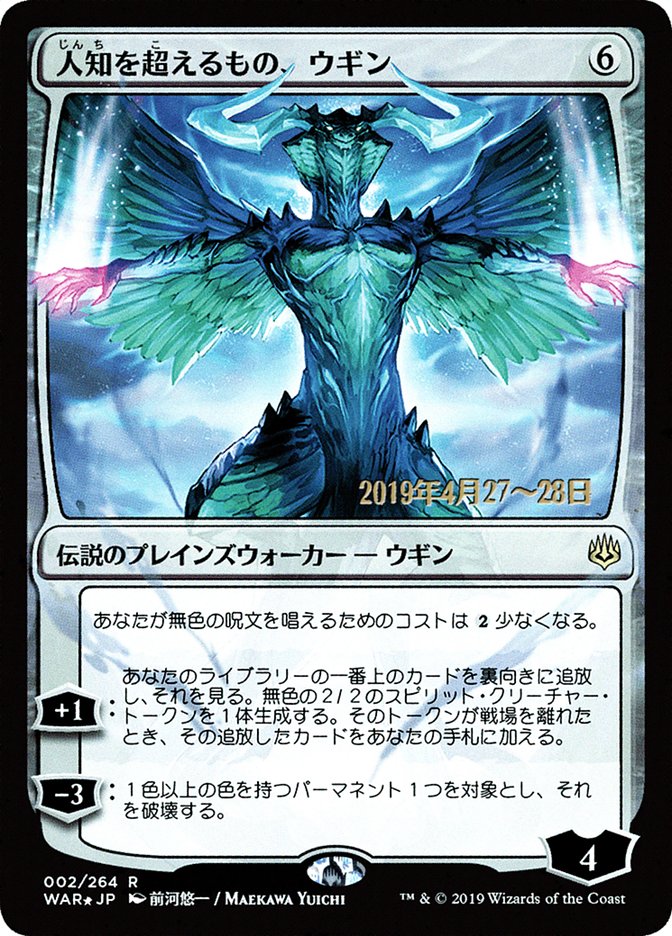 人知を超えるもの、ウギン 6
じんち こ
2019年4月27～28日
伝説のプレインズウォーカー — ウギン
あなたが無色の呪文を唱えるためのコストは 2 少なくなる。
+1 : あなたのライブラリーの一番上のカードを裏向きに追放
し、それを見る。無色の2/2のスピリット・クリーチャー・
トークンを1体生成する。そのトークンが戦場を離れた
とき、その追放したカードをあなたの手札に加える。
-3 : 1色以上の色を持つパーマネント1つを対象とし、それ
を破壊する。
4
002/264 R
WAR★JP 前河悠一 / Maekawa Yuichi
™ & © 2019 Wizards of the Coast